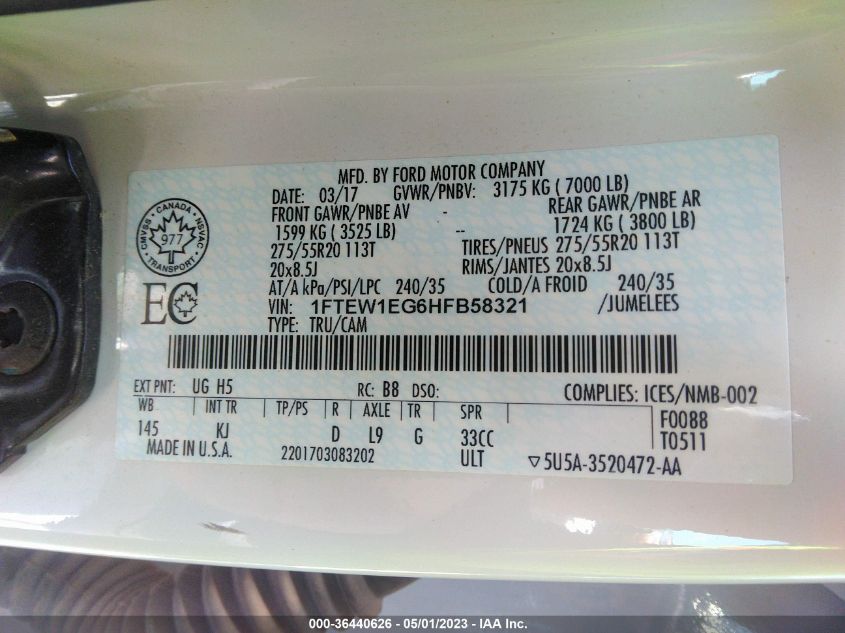 MFD. BY FORD MOTOR COMPANY
DATE: 03/17 GVWR/PNBV: 3175 KG ( 7000 LB)
FRONT GAWR/PNBE AV - REAR GAWR/PNBE AR
1599 KG ( 3525 LB) -- 1724 KG ( 3800 LB)
275/55R20 113T TIRES/PNEUS 275/55R20 113T
20x8.5J RIMS/JANTES 20x8.5J
AT/A kPa/PSI/LPC 240/35 COLD/A FROID 240/35
VIN: 1FTEW1EG6HFB58321 /JUMELEES
TYPE: TRU/CAM
CMVSS • CANADA • NSVAC • TRANSPORT •
977
EC
EXT PNT: UG H5 RC: B8 DSO: COMPLIES: ICES/NMB-002
WB INT TR TP/PS R AXLE TR SPR F0088
145 KJ D L9 G 33CC T0511
MADE IN U.S.A. 2201703083202 ULT ▽5U5A-3520472-AA
000-36440626 - 05/01/2023 - IAA Inc.